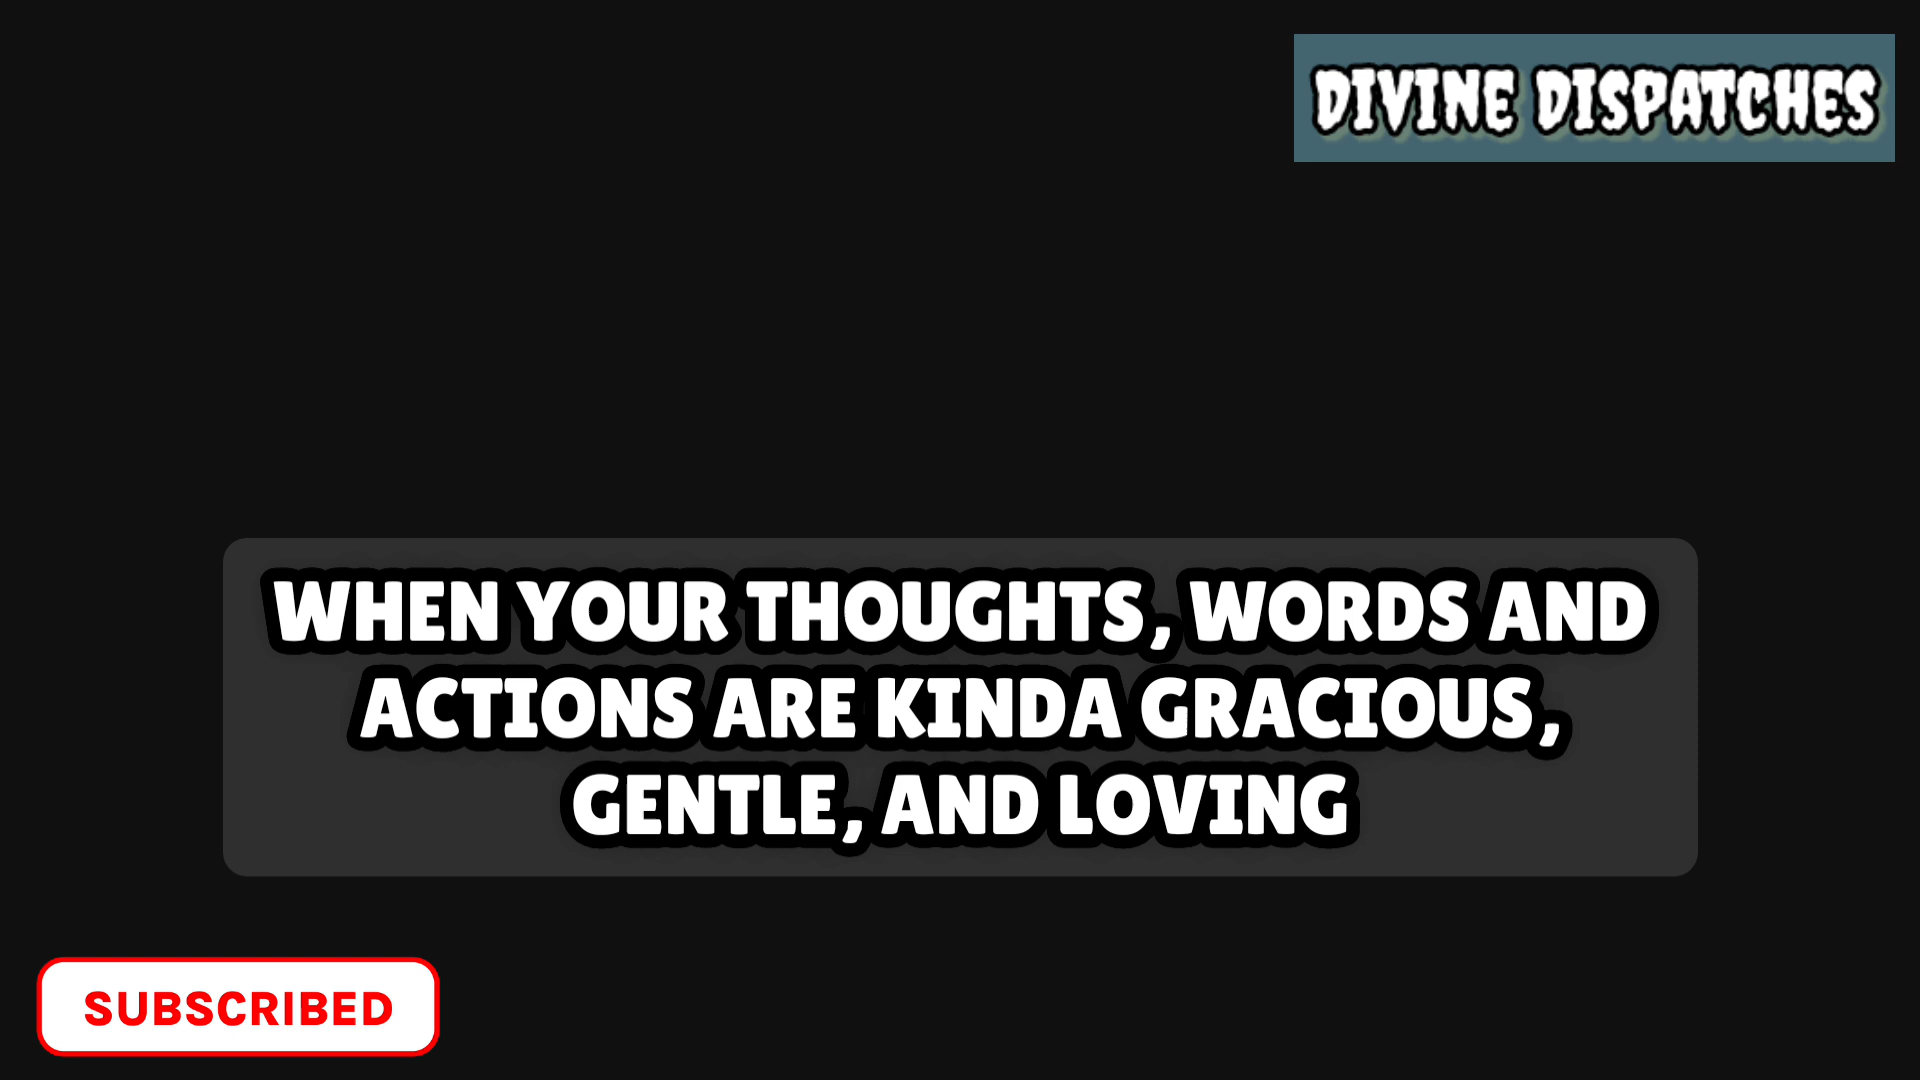 DIVINE DISPATCHES
WHEN YOUR THOUGHTS, WORDS AND
ACTIONS ARE KINDA GRACIOUS,
GENTLE, AND LOVING
SUBSCRIBED